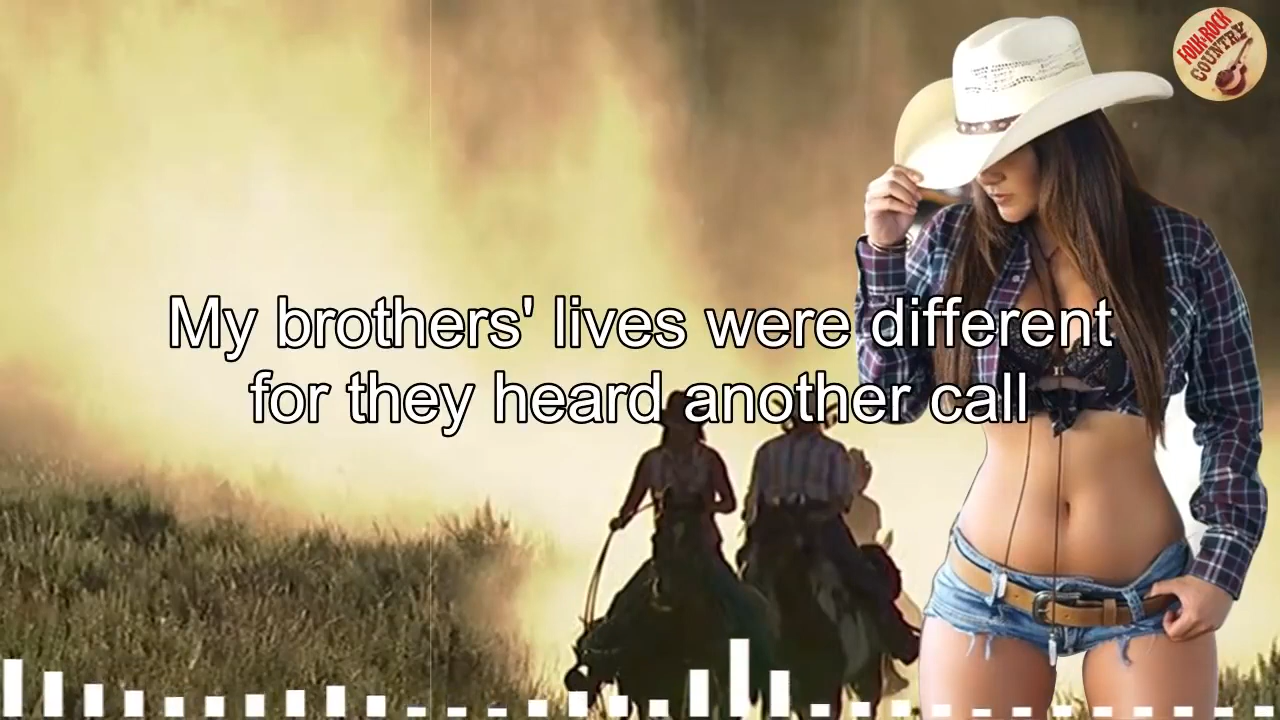 FOLK-ROCK
COUNTRY
My brothers' lives were different
for they heard another call